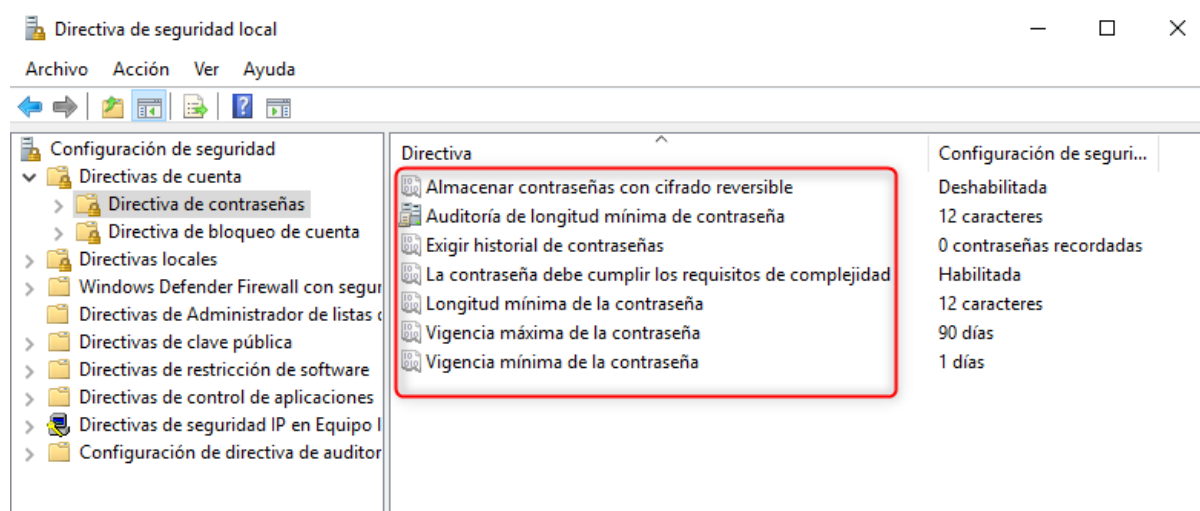 Directiva de seguridad local
Archivo Acción Ver Ayuda
Configuración de seguridad
Directivas de cuenta
Directiva de contraseñas
Directiva de bloqueo de cuenta
Directivas locales
Windows Defender Firewall con segur
Directivas de Administrador de listas
Directivas de clave pública
Directivas de restricción de software
Directivas de control de aplicaciones
Directivas de seguridad IP en Equipo l
Configuración de directiva de auditor
Directiva Configuración de seguri...
Almacenar contraseñas con cifrado reversible Deshabilitada
Auditoría de longitud mínima de contraseña 12 caracteres
Exigir historial de contraseñas 0 contraseñas recordadas
La contraseña debe cumplir los requisitos de complejidad Habilitada
Longitud mínima de la contraseña 12 caracteres
Vigencia máxima de la contraseña 90 días
Vigencia mínima de la contraseña 1 días